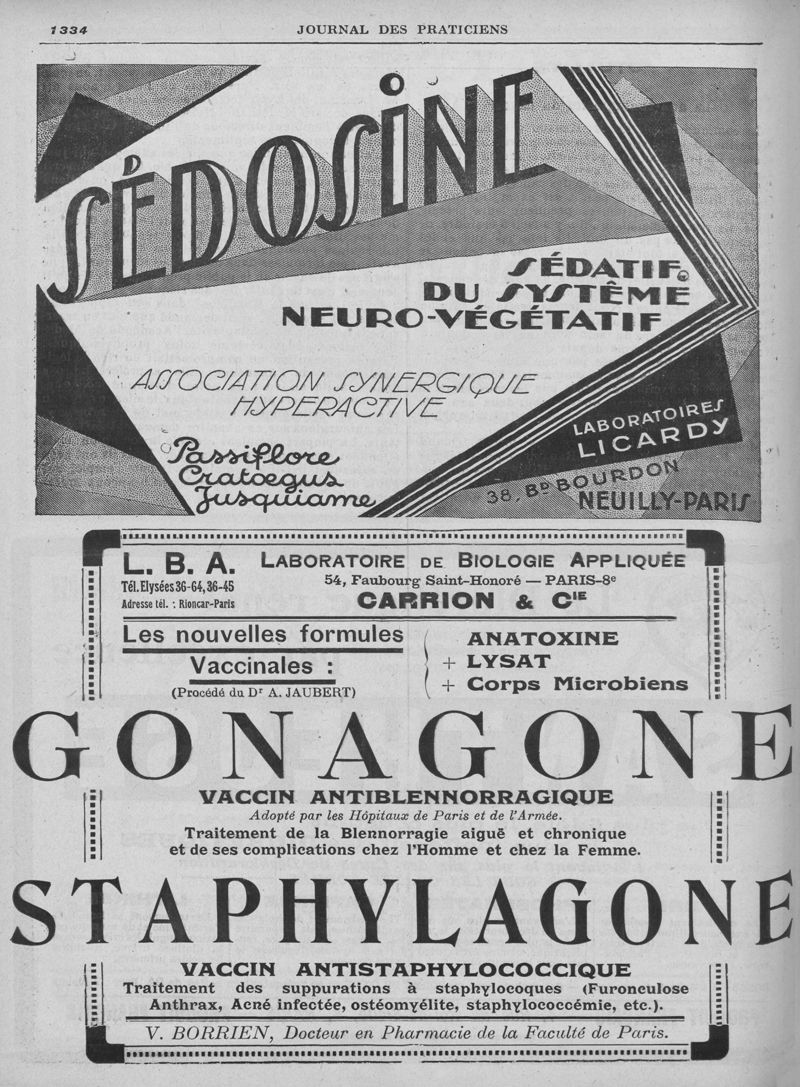 1334
JOURNAL DES PRATICIENS
SÉDOSINE
SÉDATIF
DU SYSTÊME
NEURO-VÉGÉTATIF
ASSOCIATION SYNERGIQUE
HYPERACTIVE
Passiflore
Cratoegus
Jusquiame
LABORATOIRES
LICARDY
38, BD BOURDON
NEUILLY-PARIS
L. B. A.
Tél. Elysées 36-64, 36-45
Adresse tél. : Rioncar-Paris
LABORATOIRE DE BIOLOGIE APPLIQUÉE
54, Faubourg Saint-Honoré — PARIS-8e
CARRION & CIE
Les nouvelles formules
Vaccinales :
(Procédé du Dr A. JAUBERT)
ANATOXINE
+ LYSAT
+ Corps Microbiens
GONAGONE
VACCIN ANTIBLENNORRAGIQUE
Adopté par les Hôpitaux de Paris et de l'Armée.
Traitement de la Blennorragie aiguë et chronique
et de ses complications chez l'Homme et chez la Femme.
STAPHYLAGONE
VACCIN ANTISTAPHYLOCOCCIQUE
Traitement des suppurations à staphylocoques (Furonculose
Anthrax, Acné infectée, ostéomyélite, staphylococcémie, etc.).
V. BORRIEN, Docteur en Pharmacie de la Faculté de Paris.